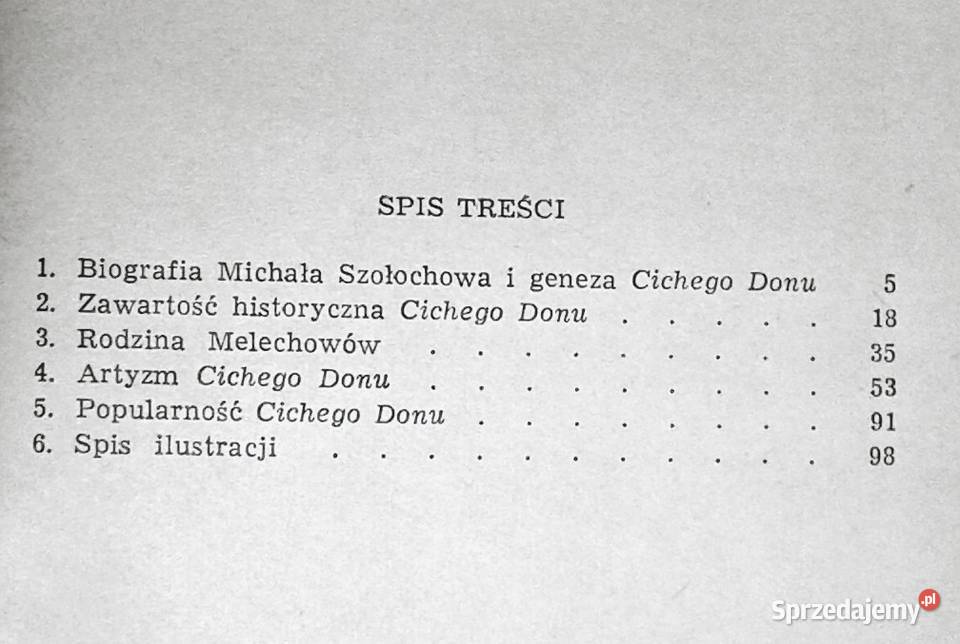 SPIS TREŚCI
1. Biografia Michała Szołochowa i geneza Cichego Donu 5
2. Zawartość historyczna Cichego Donu . . . . . 18
3. Rodzina Melechowów . . . . . . . . . 35
4. Artyzm Cichego Donu . . . . . . . . . 53
5. Popularność Cichego Donu . . . . . . . . 91
6. Spis ilustracji . . . . . . . . . . . 98
Sprzedajemy.pl